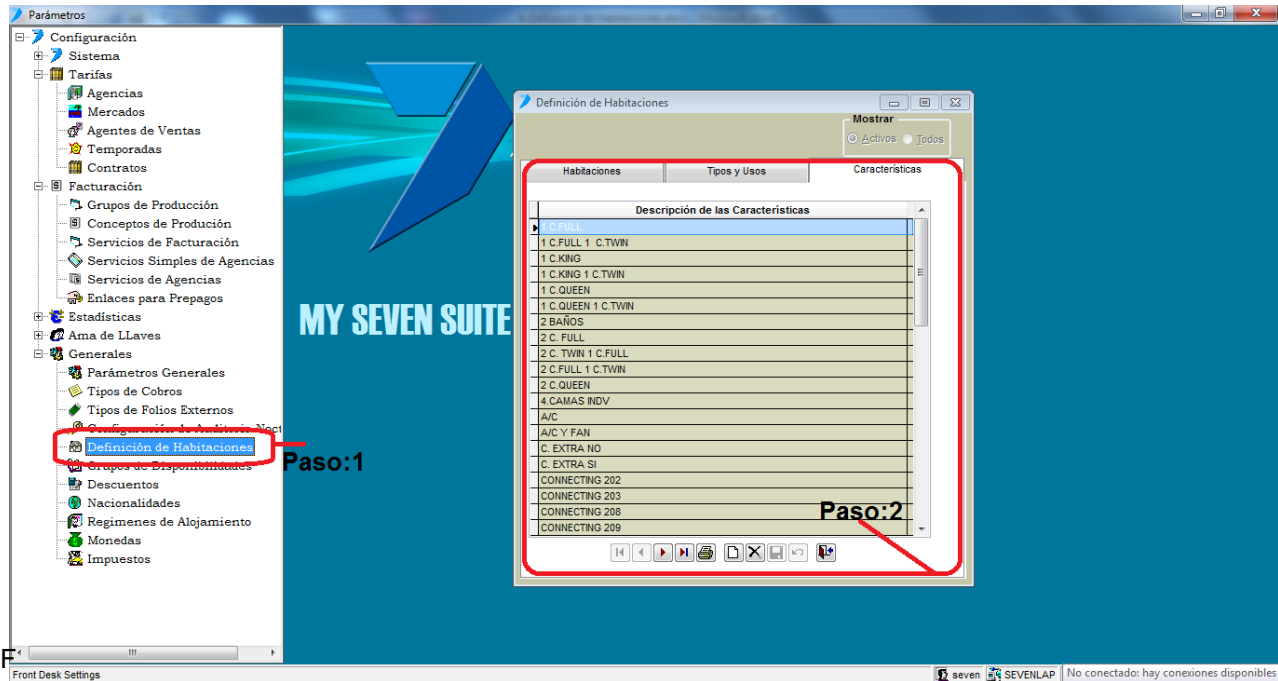 Parámetros
Configuración
Sistema
Tarifas
Agencias
Mercados
Agentes de Ventas
Temporadas
Contratos
Facturación
Grupos de Producción
Conceptos de Produción
Servicios de Facturación
Servicios Simples de Agencias
Servicios de Agencias
Enlaces para Prepagos
Estadísticas
Ama de LLaves
Generales
Parámetros Generales
Tipos de Cobros
Tipos de Folios Externos
Configuración de Auditoria Noct
Definición de Habitaciones
Grupos de Disponibilidades
Descuentos
Nacionalidades
Regimenes de Alojamiento
Monedas
Impuestos
Paso:1
MY SEVEN SUITE
Definición de Habitaciones
Mostrar
Activos Todos
Habitaciones Tipos y Usos Características
Descripción de las Características
1 C.FULL
1 C.FULL 1 C.TWIN
1 C.KING
1 C.KING 1 C.TWIN
1 C.QUEEN
1 C.QUEEN 1 C.TWIN
2 BAÑOS
2 C. FULL
2 C. TWIN 1 C.FULL
2 C.FULL 1 C.TWIN
2 C.QUEEN
4.CAMAS INDV
A/C
A/C Y FAN
C. EXTRA NO
C. EXTRA SI
CONNECTING 202
CONNECTING 203
CONNECTING 208
CONNECTING 209
Paso:2
F
Front Desk Settings
seven SEVENLAP No conectado: hay conexiones disponibles